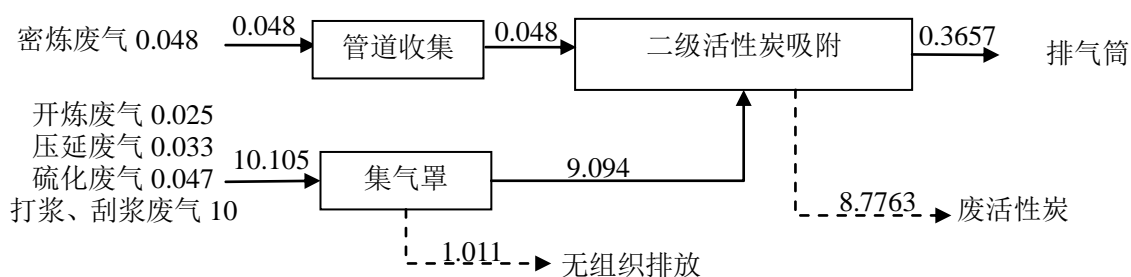 密炼废气 0.048
0.048
管道收集
0.048
二级活性炭吸附
0.3657
排气筒
开炼废气 0.025
压延废气 0.033
硫化废气 0.047
打浆、刮浆废气 10
10.105
集气罩
9.094
8.7763
废活性炭
1.011
无组织排放